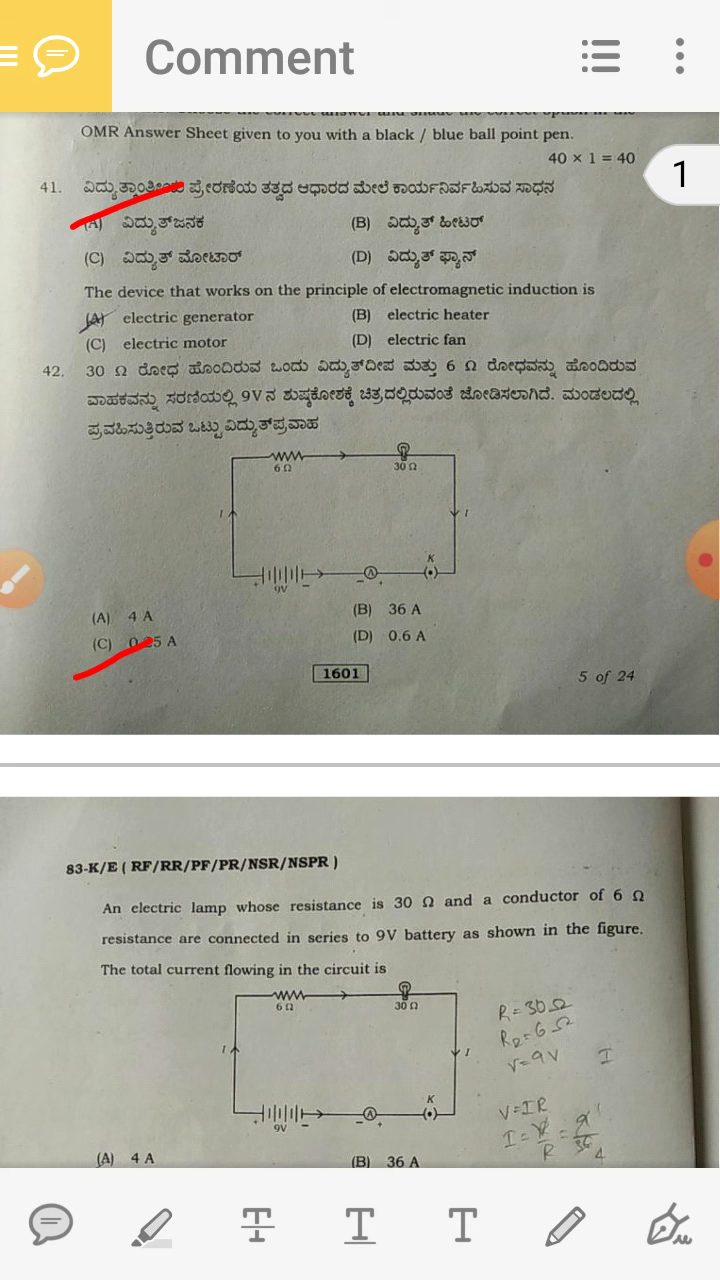 Comment
OMR Answer Sheet given to you with a black / blue ball point pen.
40 × 1 = 40
1
41. ವಿದ್ಯುತ್ಕಾಂತೀಯ ಪ್ರೇರಣೆಯ ತತ್ವದ ಆಧಾರದ ಮೇಲೆ ಕಾರ್ಯನಿರ್ವಹಿಸುವ ಸಾಧನ
(A) ವಿದ್ಯುತ್‌ಜನಕ (B) ವಿದ್ಯುತ್ ಹೀಟರ್
(C) ವಿದ್ಯುತ್ ಮೋಟಾರ್ (D) ವಿದ್ಯುತ್ ಫ್ಯಾನ್
The device that works on the principle of electromagnetic induction is
(A) electric generator (B) electric heater
(C) electric motor (D) electric fan
42. 30 Ω ರೋಧ ಹೊಂದಿರುವ ಒಂದು ವಿದ್ಯುತ್‌ದೀಪ ಮತ್ತು 6 Ω ರೋಧವನ್ನು ಹೊಂದಿರುವ
ವಾಹಕವನ್ನು ಸರಣಿಯಲ್ಲಿ 9V ನ ಶುಷ್ಕಕೋಶಕ್ಕೆ ಚಿತ್ರದಲ್ಲಿರುವಂತೆ ಜೋಡಿಸಲಾಗಿದೆ. ಮಂಡಲದಲ್ಲಿ
ಪ್ರವಹಿಸುತ್ತಿರುವ ಒಟ್ಟು ವಿದ್ಯುತ್‌ಪ್ರವಾಹ
6 Ω 30 Ω
I I
K
+ − − A +
9V
(A) 4 A (B) 36 A
(C) 0.25 A (D) 0.6 A
1601 5 of 24
83-K/E ( RF/RR/PF/PR/NSR/NSPR )
An electric lamp whose resistance is 30 Ω and a conductor of 6 Ω
resistance are connected in series to 9V battery as shown in the figure.
The total current flowing in the circuit is
6 Ω 30 Ω
R = 30 Ω
R2 = 6 Ω
V = 9V I
I I
K
+ − − A +
9V
V = IR
I = V/R = 9/36 1 4
(A) 4 A (B) 36 A